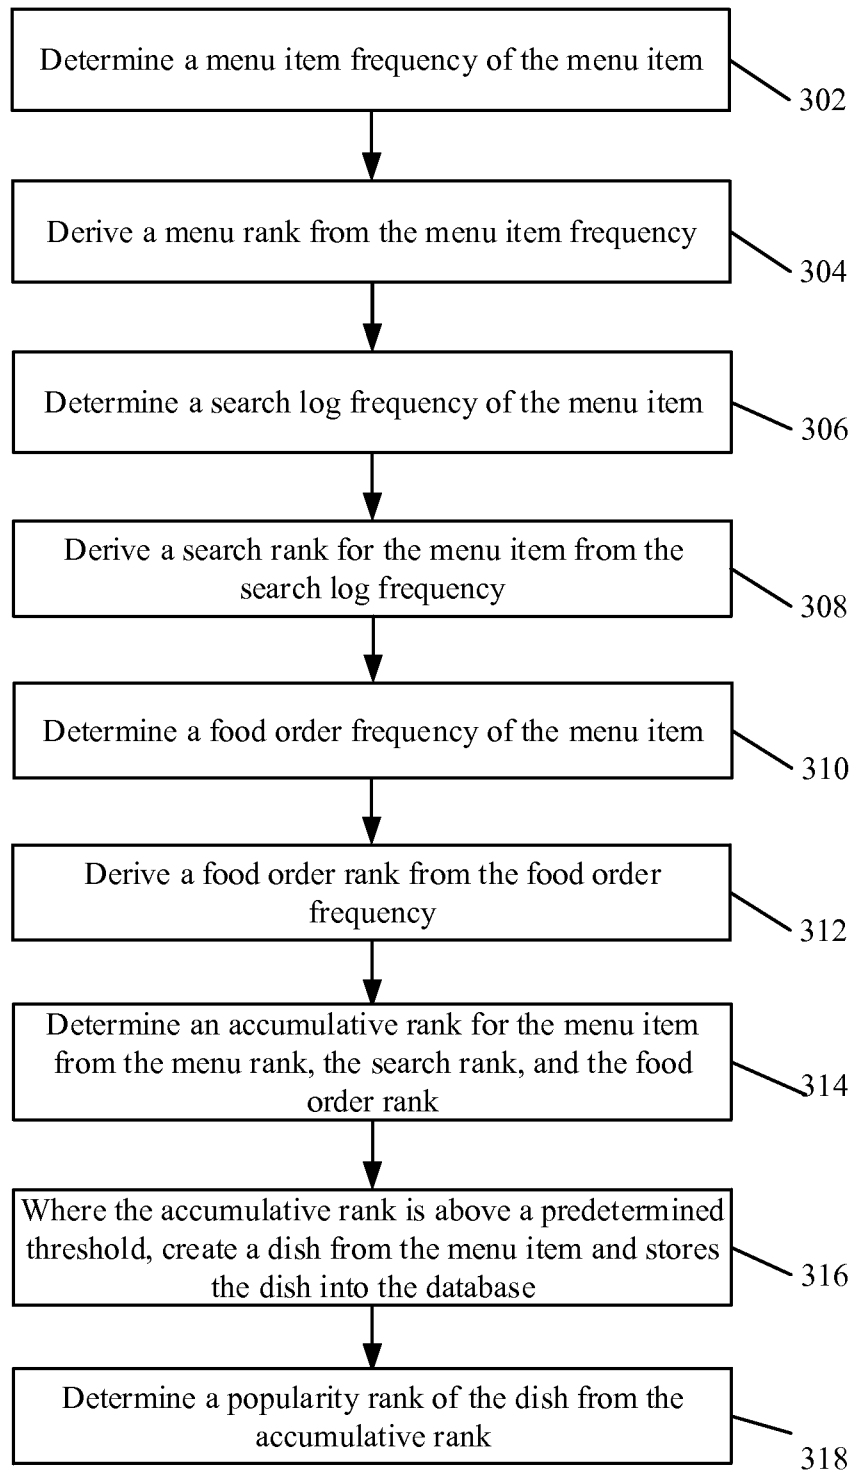 Determine a menu item frequency of the menu item
302
Derive a menu rank from the menu item frequency
304
Determine a search log frequency of the menu item
306
Derive a search rank for the menu item from the
search log frequency
308
Determine a food order frequency of the menu item
310
Derive a food order rank from the food order
frequency
312
Determine an accumulative rank for the menu item
from the menu rank, the search rank, and the food
order rank
314
Where the accumulative rank is above a predetermined
threshold, create a dish from the menu item and stores
the dish into the database
316
Determine a popularity rank of the dish from the
accumulative rank
318